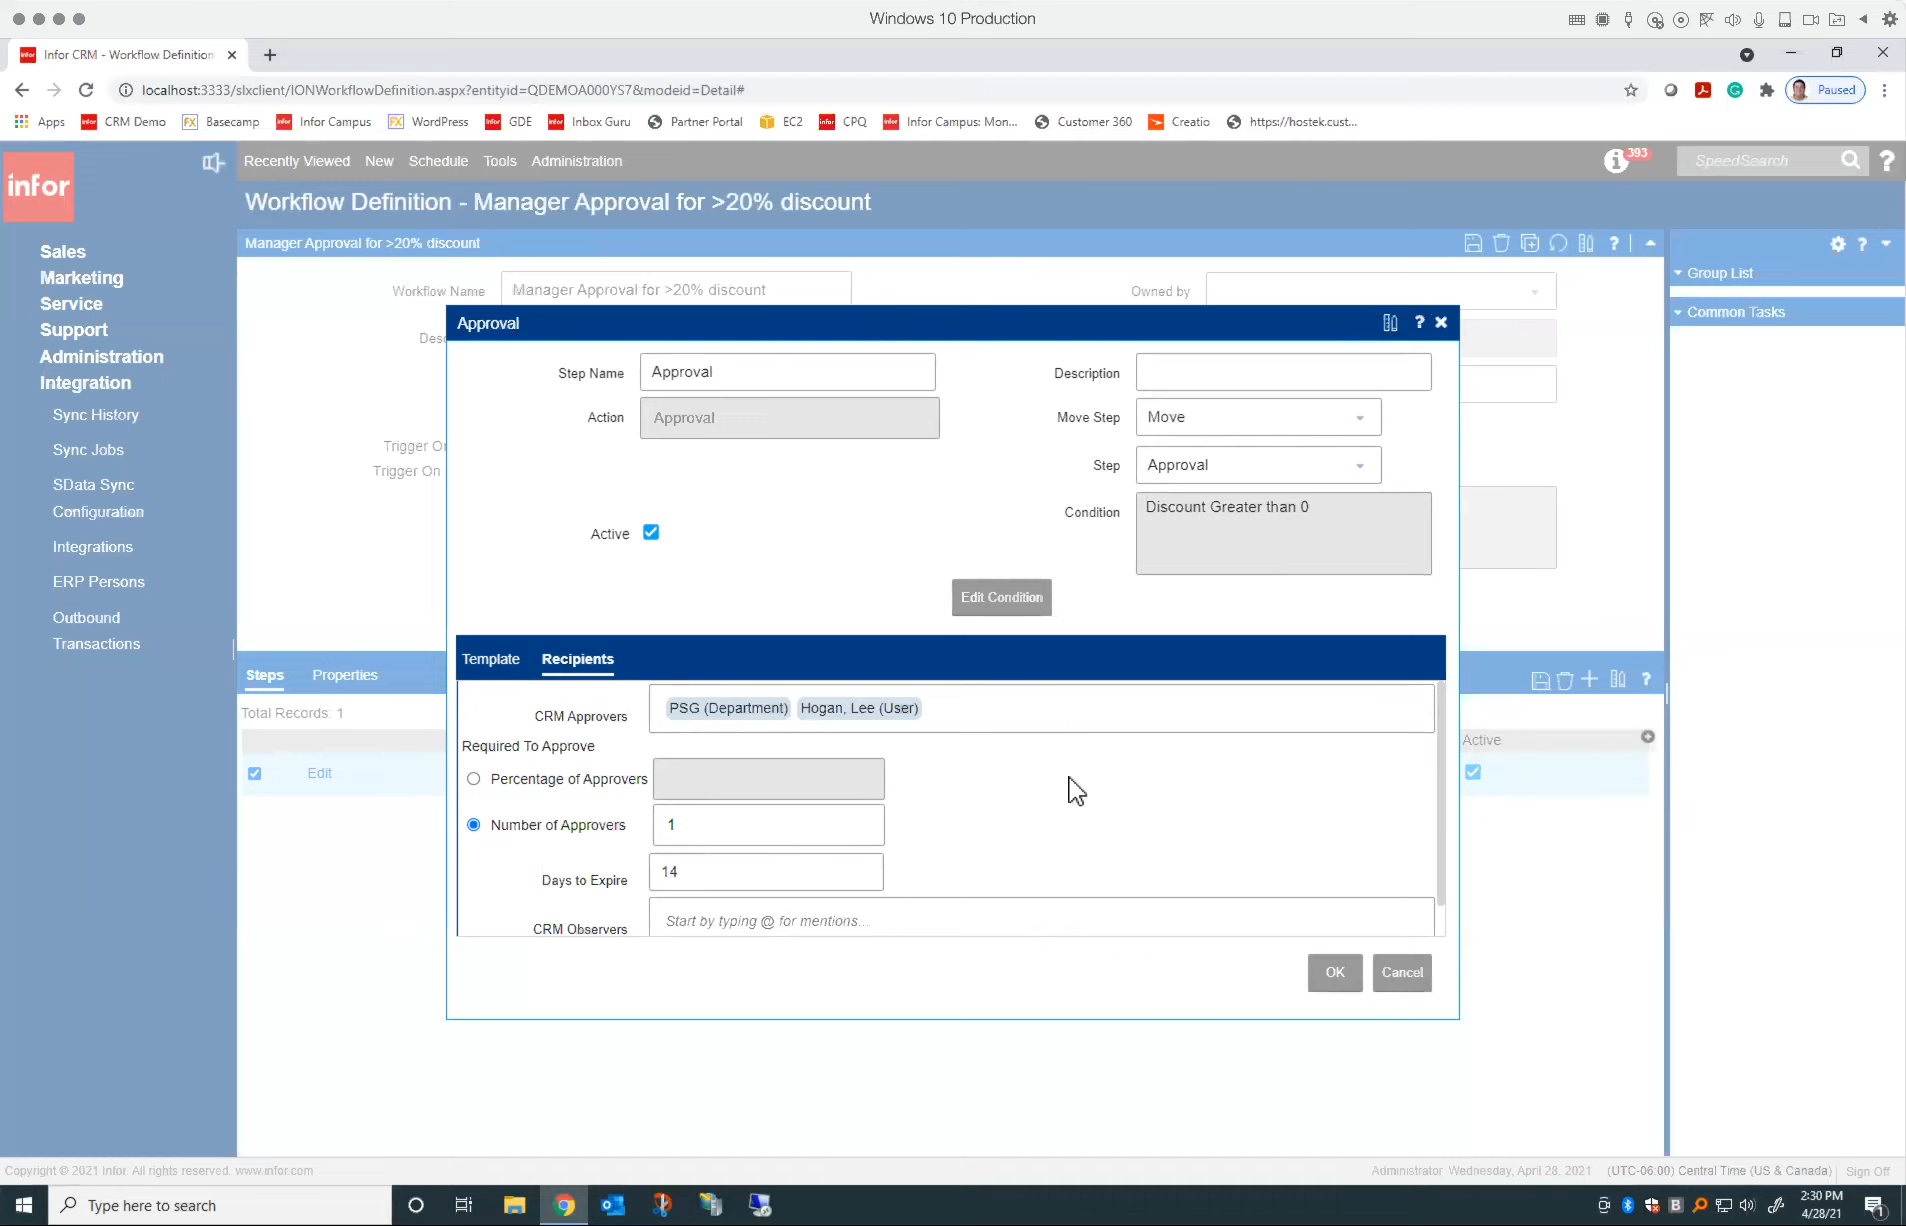 Windows 10 Production
Infor CRM - Workflow Definition
localhost:3333/slxclient/IONWorkflowDefinition.aspx?entityid=QDEMOA000YS7&modeid=Detail#
Paused
Apps CRM Demo Basecamp Infor Campus WordPress GDE Inbox Guru Partner Portal EC2 CPQ Infor Campus: Mon... Customer 360 Creatio https://hostek.cust...
infor
Recently Viewed New Schedule Tools Administration
393
SpeedSearch
Workflow Definition - Manager Approval for >20% discount
Manager Approval for >20% discount
Sales
Marketing
Service
Support
Administration
Integration
Sync History
Sync Jobs
SData Sync
Configuration
Integrations
ERP Persons
Outbound
Transactions
Group List
Common Tasks
Workflow Name Manager Approval for >20% discount
Owned by
Desc
Trigger On
Trigger On
Approval
Step Name Approval
Description
Action Approval
Move Step Move
Step Approval
Condition Discount Greater than 0
Active
Edit Condition
Template Recipients
CRM Approvers PSG (Department) Hogan, Lee (User)
Required To Approve
Percentage of Approvers
Number of Approvers 1
Days to Expire 14
CRM Observers Start by typing @ for mentions...
OK Cancel
Steps Properties
Total Records: 1
Active
Edit
Copyright © 2021 Infor. All rights reserved. www.infor.com
Administrator Wednesday, April 28, 2021 (UTC-06:00) Central Time (US & Canada) Sign Off
Type here to search
2:30 PM
4/28/21
1